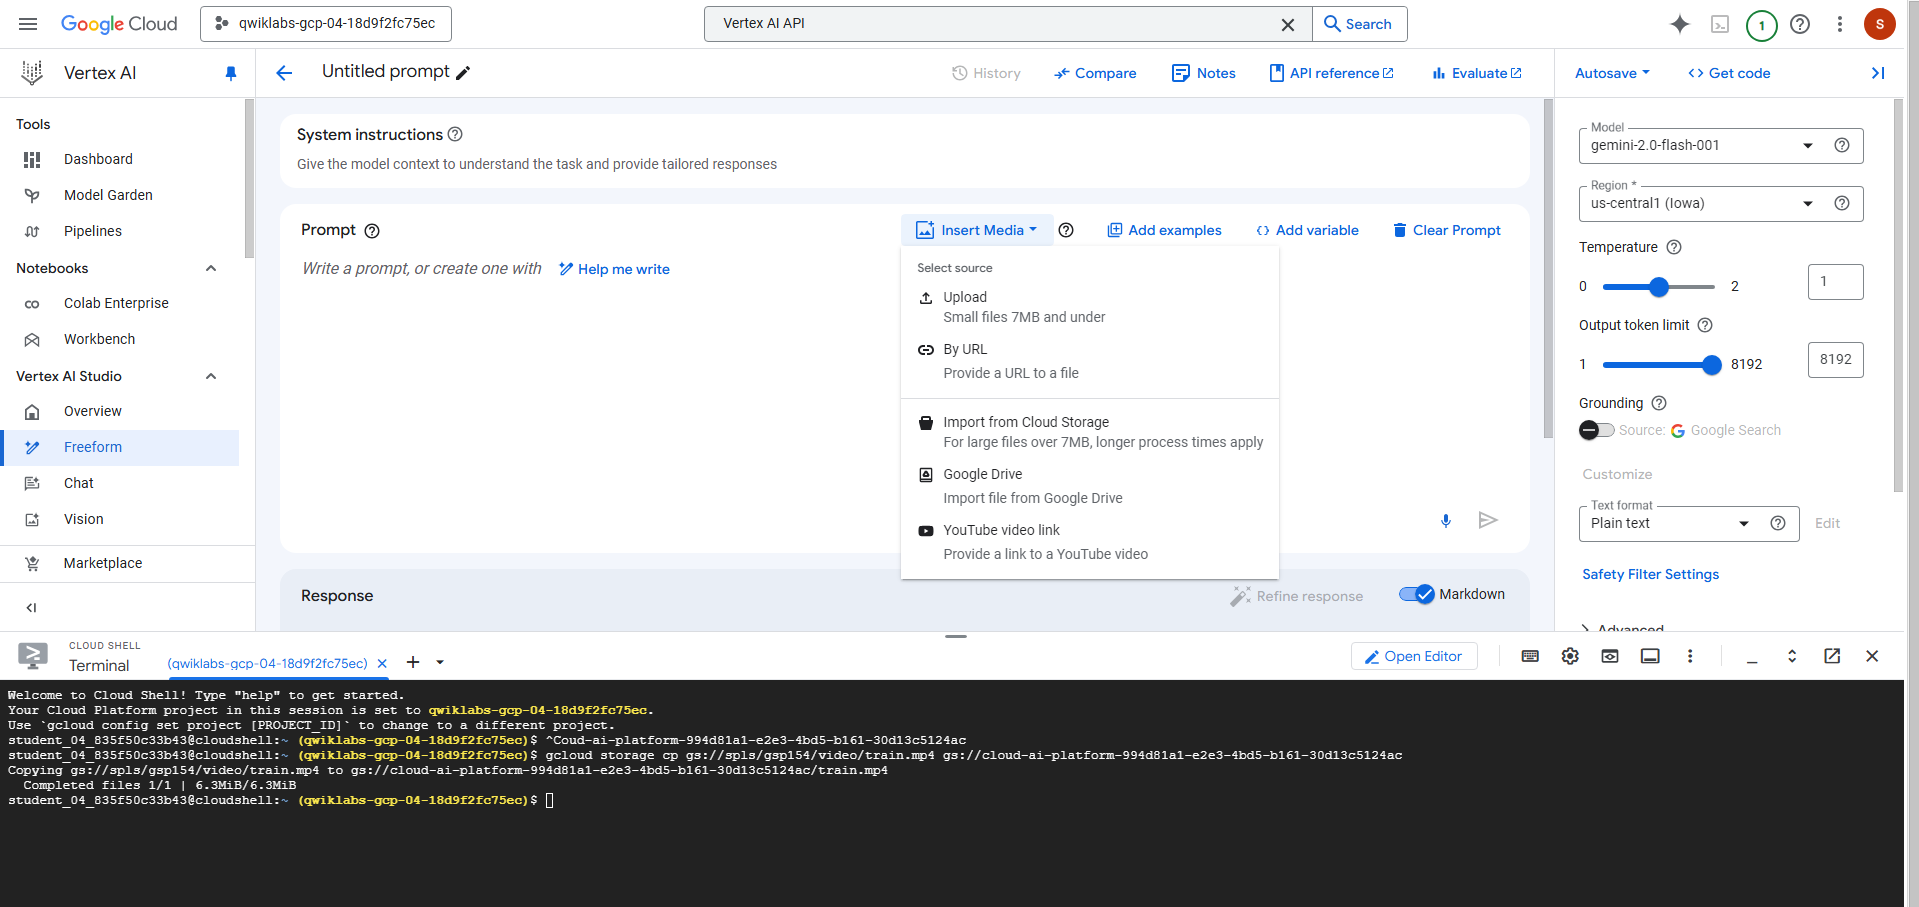 Google Cloud
qwiklabs-gcp-04-18d9f2fc75ec
Vertex AI API
Search
1
S
Vertex AI
Untitled prompt
History
Compare
Notes
API reference
Evaluate
Autosave
Get code
Tools
Dashboard
Model Garden
Pipelines
Notebooks
Colab Enterprise
Workbench
Vertex AI Studio
Overview
Freeform
Chat
Vision
Marketplace
System instructions
Give the model context to understand the task and provide tailored responses
Prompt
Insert Media
Add examples
Add variable
Clear Prompt
Write a prompt, or create one with
Help me write
Select source
Upload
Small files 7MB and under
By URL
Provide a URL to a file
Import from Cloud Storage
For large files over 7MB, longer process times apply
Google Drive
Import file from Google Drive
YouTube video link
Provide a link to a YouTube video
Response
Refine response
Markdown
Model
gemini-2.0-flash-001
Region *
us-central1 (Iowa)
Temperature
0
2
1
Output token limit
1
8192
8192
Grounding
Source:
Google Search
Customize
Text format
Plain text
Edit
Safety Filter Settings
Advanced
CLOUD SHELL
Terminal
(qwiklabs-gcp-04-18d9f2fc75ec)
Open Editor
Welcome to Cloud Shell! Type "help" to get started.
Your Cloud Platform project in this session is set to qwiklabs-gcp-04-18d9f2fc75ec.
Use `gcloud config set project [PROJECT_ID]` to change to a different project.
student_04_835f50c33b43@cloudshell:~ (qwiklabs-gcp-04-18d9f2fc75ec)$ ^Coud-ai-platform-994d81a1-e2e3-4bd5-b161-30d13c5124ac
student_04_835f50c33b43@cloudshell:~ (qwiklabs-gcp-04-18d9f2fc75ec)$ gcloud storage cp gs://spls/gsp154/video/train.mp4 gs://cloud-ai-platform-994d81a1-e2e3-4bd5-b161-30d13c5124ac
Copying gs://spls/gsp154/video/train.mp4 to gs://cloud-ai-platform-994d81a1-e2e3-4bd5-b161-30d13c5124ac/train.mp4
Completed files 1/1 | 6.3MiB/6.3MiB
student_04_835f50c33b43@cloudshell:~ (qwiklabs-gcp-04-18d9f2fc75ec)$